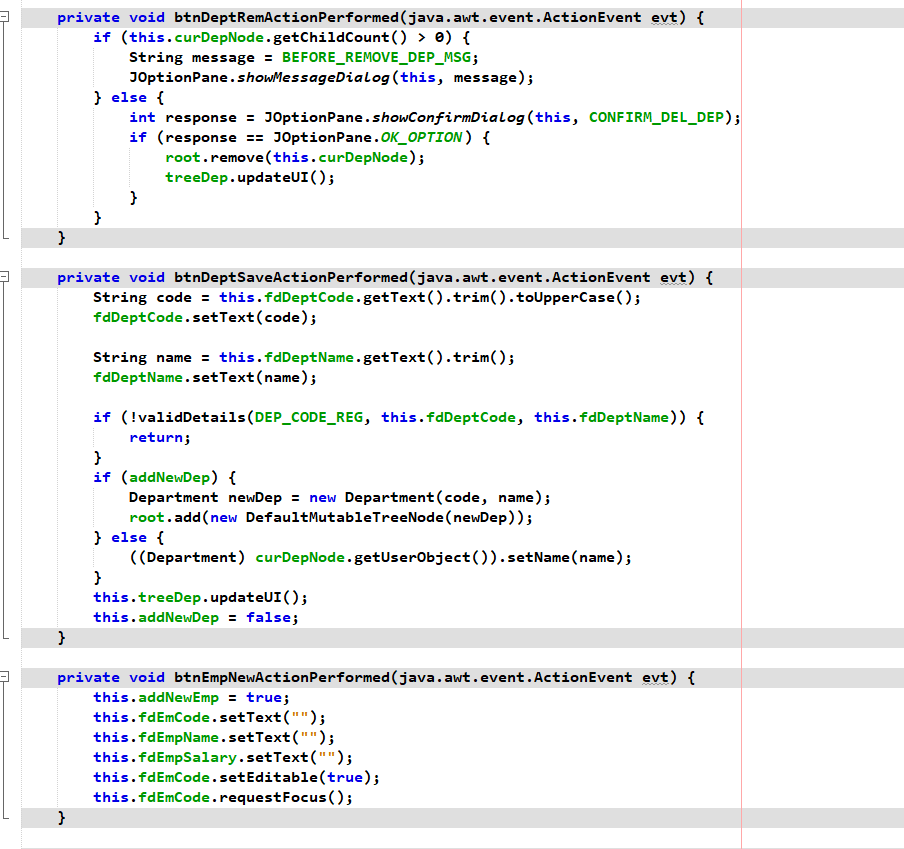 private void btnDeptRemActionPerformed(java.awt.event.ActionEvent evt) {
    if (this.curDepNode.getChildCount() > 0) {
        String message = BEFORE_REMOVE_DEP_MSG;
        JOptionPane.showMessageDialog(this, message);
    } else {
        int response = JOptionPane.showConfirmDialog(this, CONFIRM_DEL_DEP);
        if (response == JOptionPane.OK_OPTION) {
            root.remove(this.curDepNode);
            treeDep.updateUI();
        }
    }
}

private void btnDeptSaveActionPerformed(java.awt.event.ActionEvent evt) {
    String code = this.fdDeptCode.getText().trim().toUpperCase();
    fdDeptCode.setText(code);

    String name = this.fdDeptName.getText().trim();
    fdDeptName.setText(name);

    if (!validDetails(DEP_CODE_REG, this.fdDeptCode, this.fdDeptName)) {
        return;
    }
    if (addNewDep) {
        Department newDep = new Department(code, name);
        root.add(new DefaultMutableTreeNode(newDep));
    } else {
        ((Department) curDepNode.getUserObject()).setName(name);
    }
    this.treeDep.updateUI();
    this.addNewDep = false;
}

private void btnEmpNewActionPerformed(java.awt.event.ActionEvent evt) {
    this.addNewEmp = true;
    this.fdEmCode.setText("");
    this.fdEmpName.setText("");
    this.fdEmpSalary.setText("");
    this.fdEmCode.setEditable(true);
    this.fdEmCode.requestFocus();
}